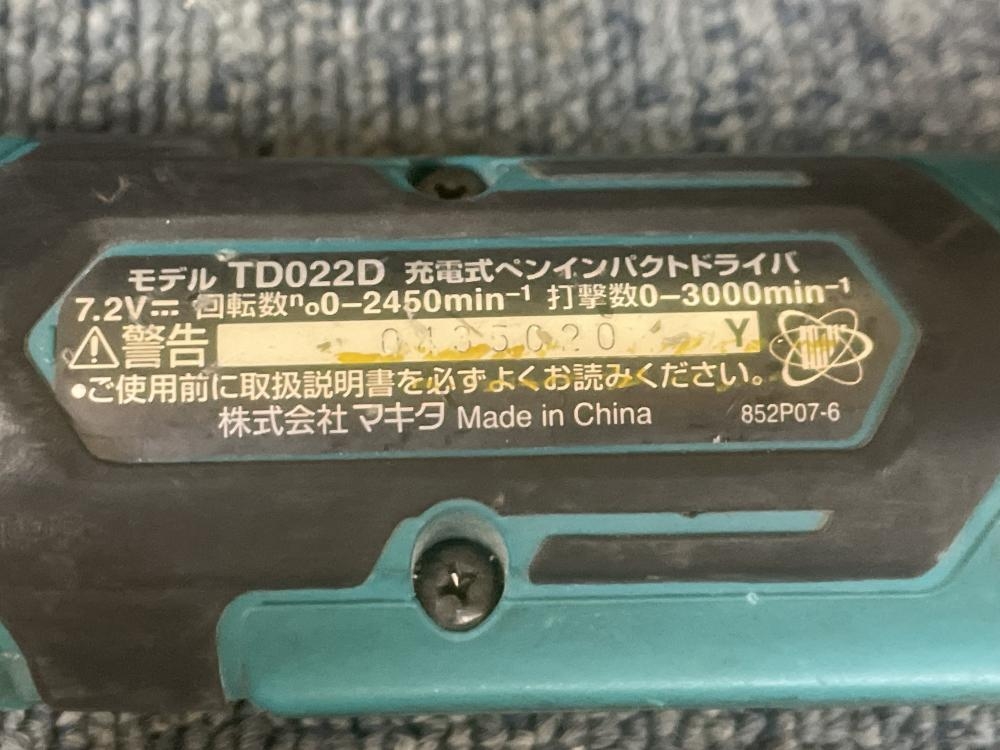 モデル TD022D 充電式ペンインパクトドライバ
7.2V⎓ 回転数n₀0-2450min⁻¹ 打撃数0-3000min⁻¹
⚠警告 0435020 Y
●ご使用前に取扱説明書を必ずよくお読みください。
株式会社マキタ Made in China 852P07-6